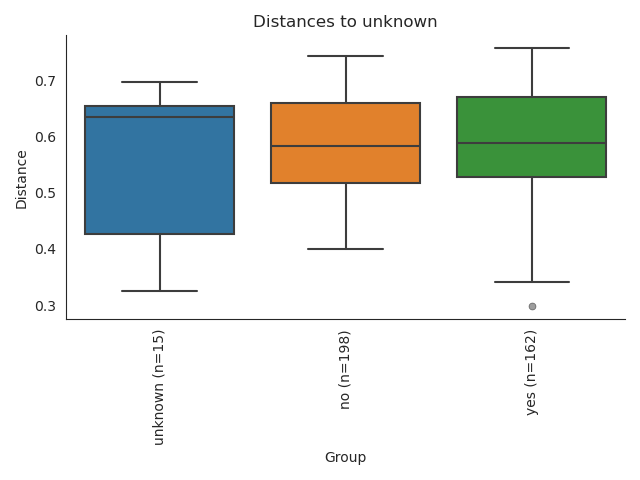 Distances to unknown
Distance
0.7
0.6
0.5
0.4
0.3
unknown (n=15)
no (n=198)
yes (n=162)
Group